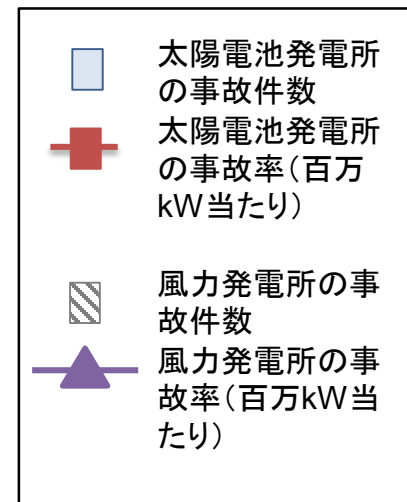 太陽電池発電所
の事故件数
太陽電池発電所
の事故率（百万
kW当たり）
風力発電所の事
故件数
風力発電所の事
故率（百万kW当
たり）